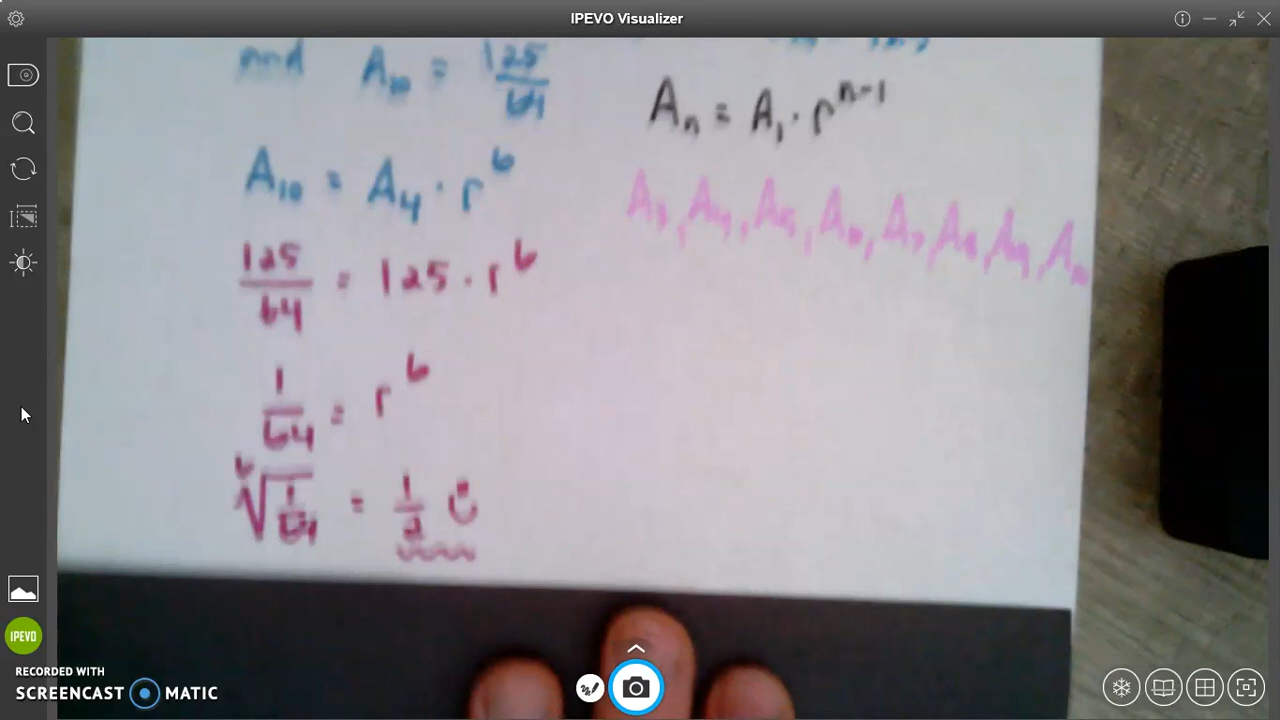 IPEVO Visualizer
and A10 = 125/64
An = A1 · r^n-1
A10 = A4 · r^6
A3, A4, A5, A6, A7, A8, A9, A10
125/64 = 125 · r^6
1/64 = r^6
6√1/64 = 1/2
IPEVO
RECORDED WITH
SCREENCAST MATIC